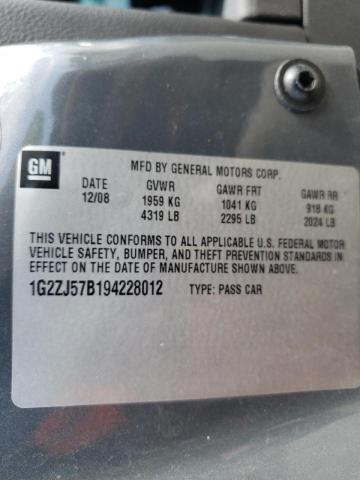 GM
MFD BY GENERAL MOTORS CORP.
DATE GVWR GAWR FRT GAWR RR
12/08 1959 KG 1041 KG 918 KG
4319 LB 2295 LB 2024 LB
THIS VEHICLE CONFORMS TO ALL APPLICABLE U.S. FEDERAL MOTOR
VEHICLE SAFETY, BUMPER, AND THEFT PREVENTION STANDARDS IN
EFFECT ON THE DATE OF MANUFACTURE SHOWN ABOVE.
1G2ZJ57B194228012 TYPE: PASS CAR